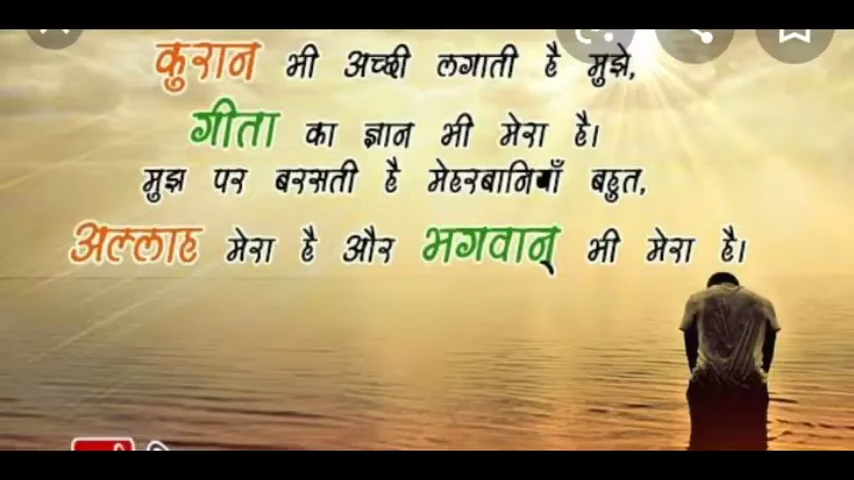 कुरान भी अच्छी लगाती है मुझे,
गीता का ज्ञान भी मेरा है।
मुझ पर बरसती है मेहरबानियाँ बहुत,
अल्लाह मेरा है और भगवान् भी मेरा है।